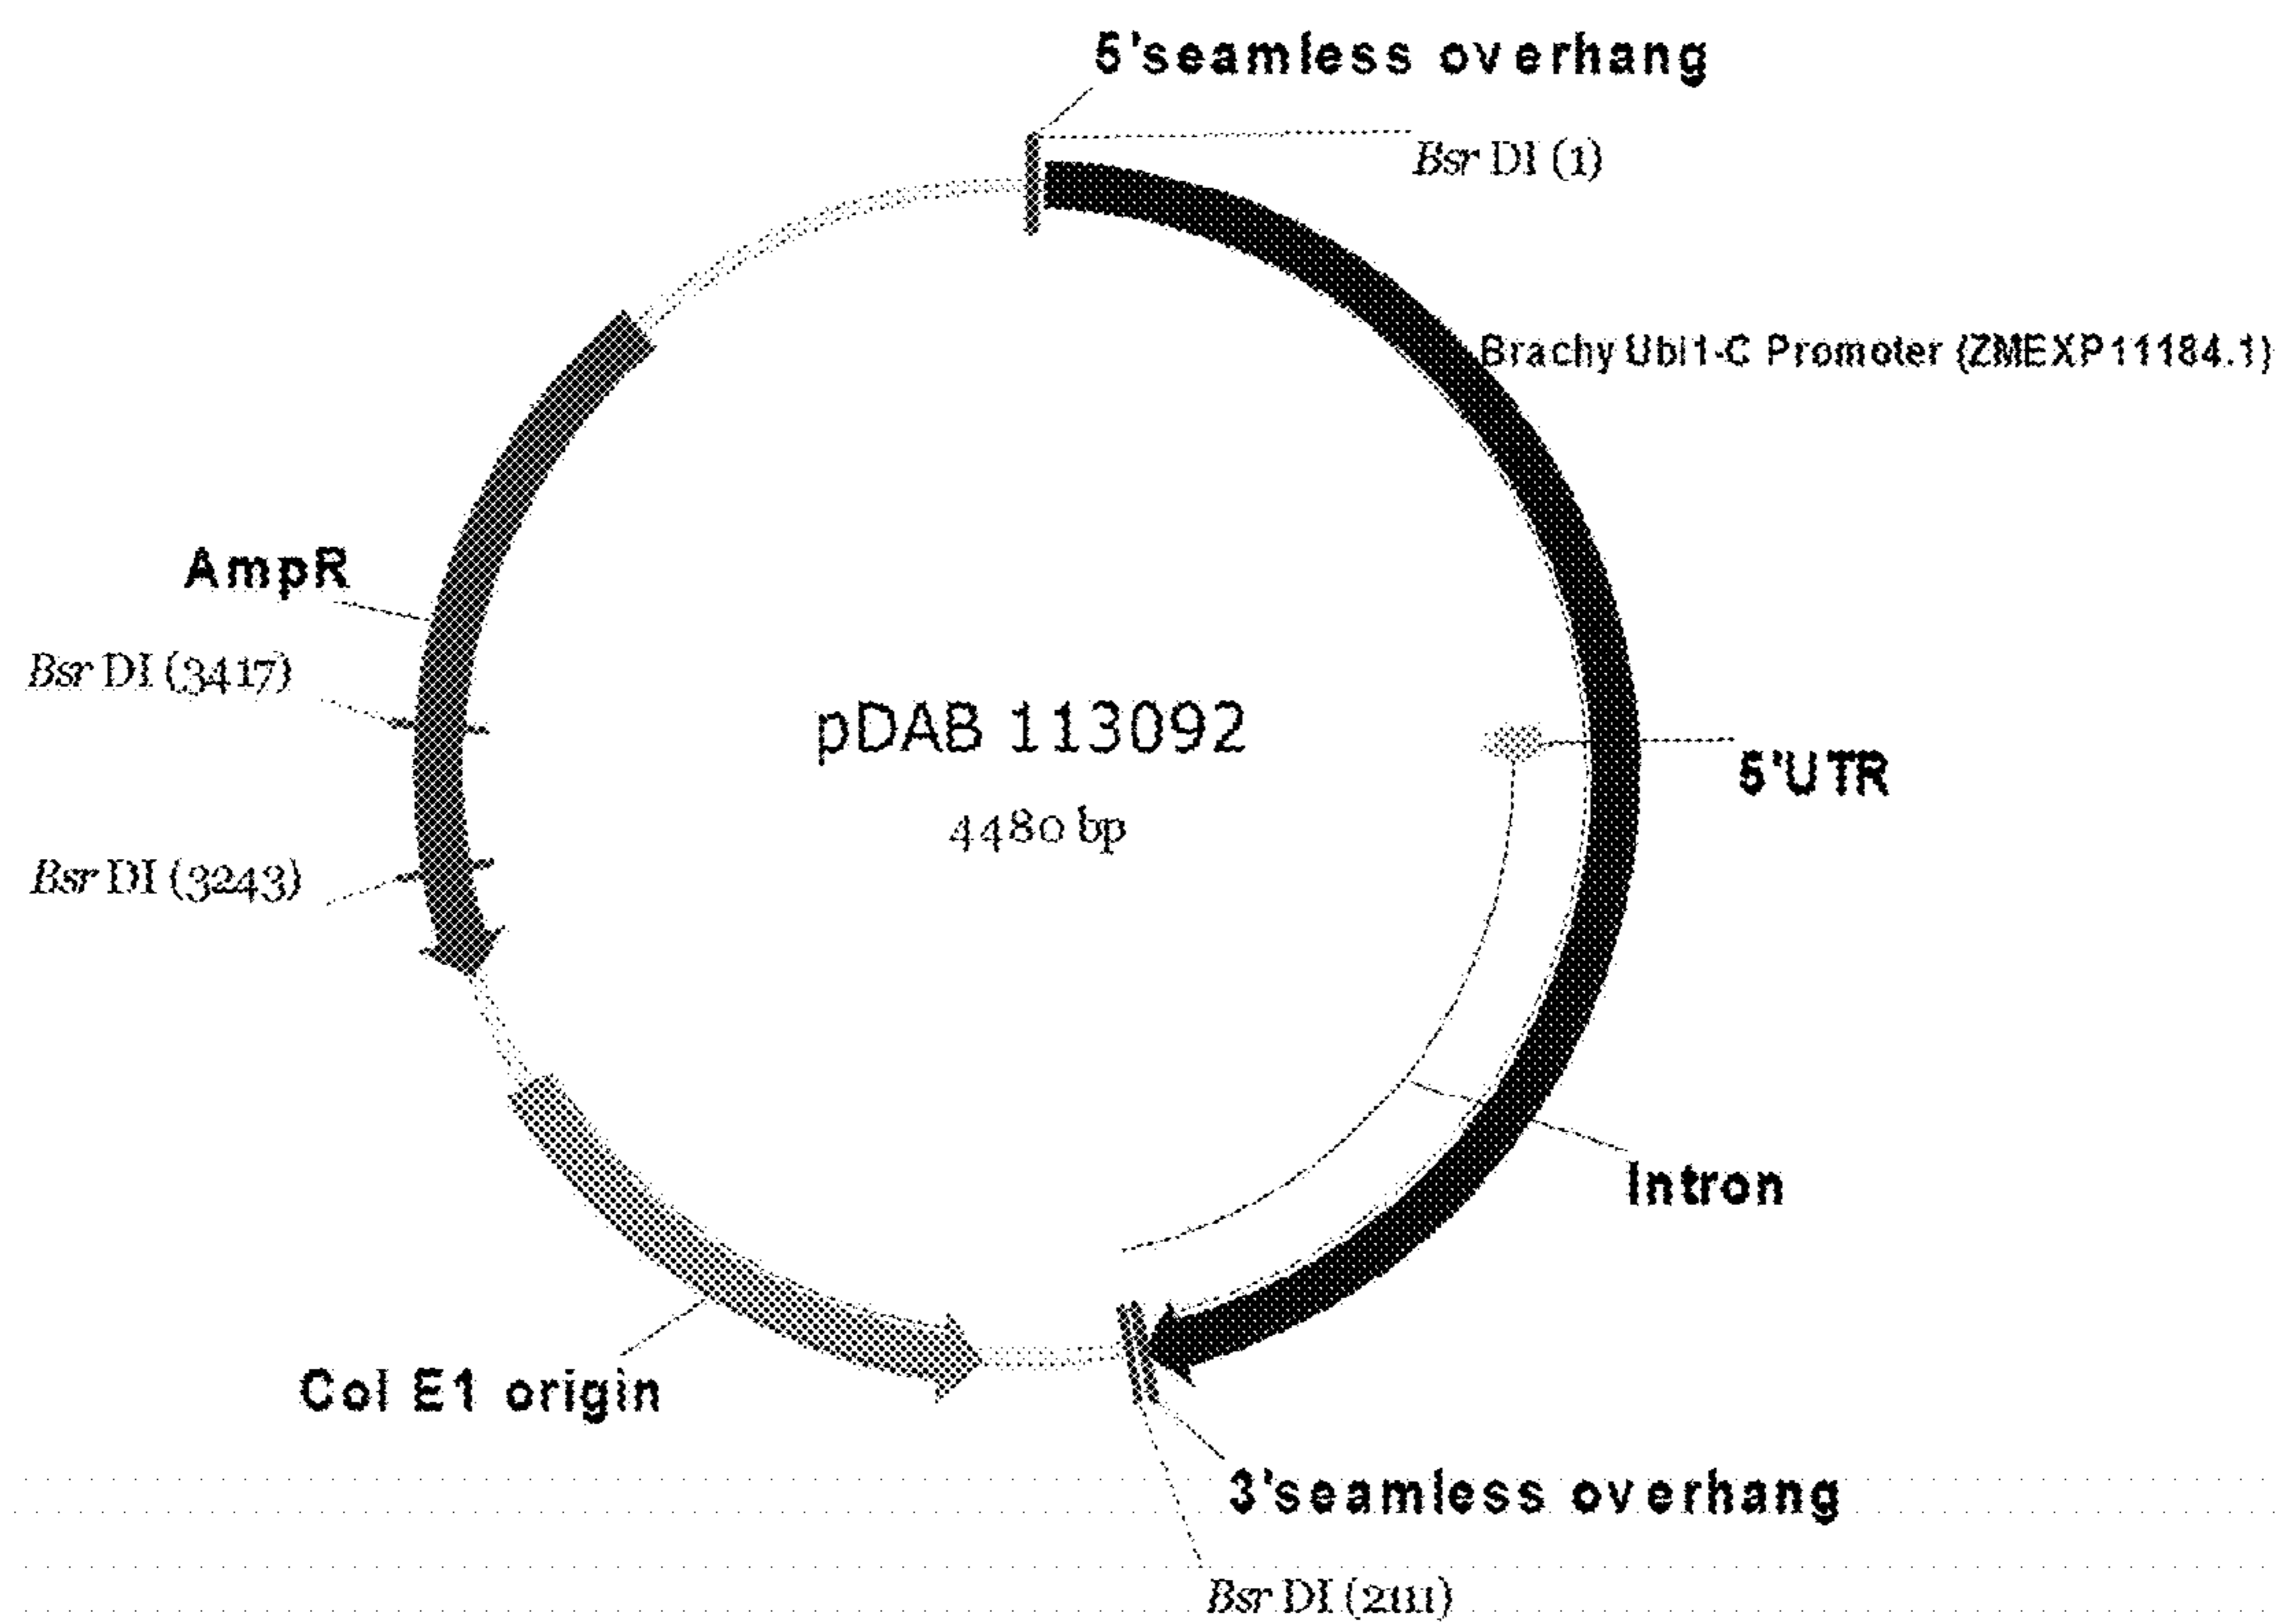 5'seamless overhang
Bsr DI (1)
Brachy Ubi1-C Promoter (ZMEXP11184.1)
AmpR
Bsr DI (3417)
pDAB 113092
5'UTR
4480 bp
Bsr DI (3243)
Intron
Col E1 origin
3'seamless overhang
Bsr DI (2111)